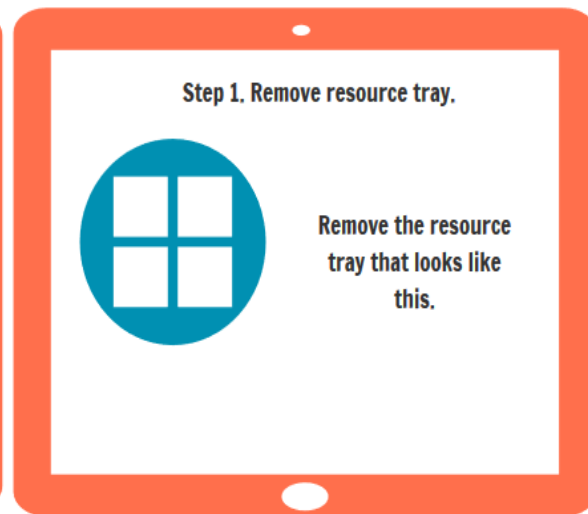 Step 1. Remove resource tray.
Remove the resource
tray that looks like
this.